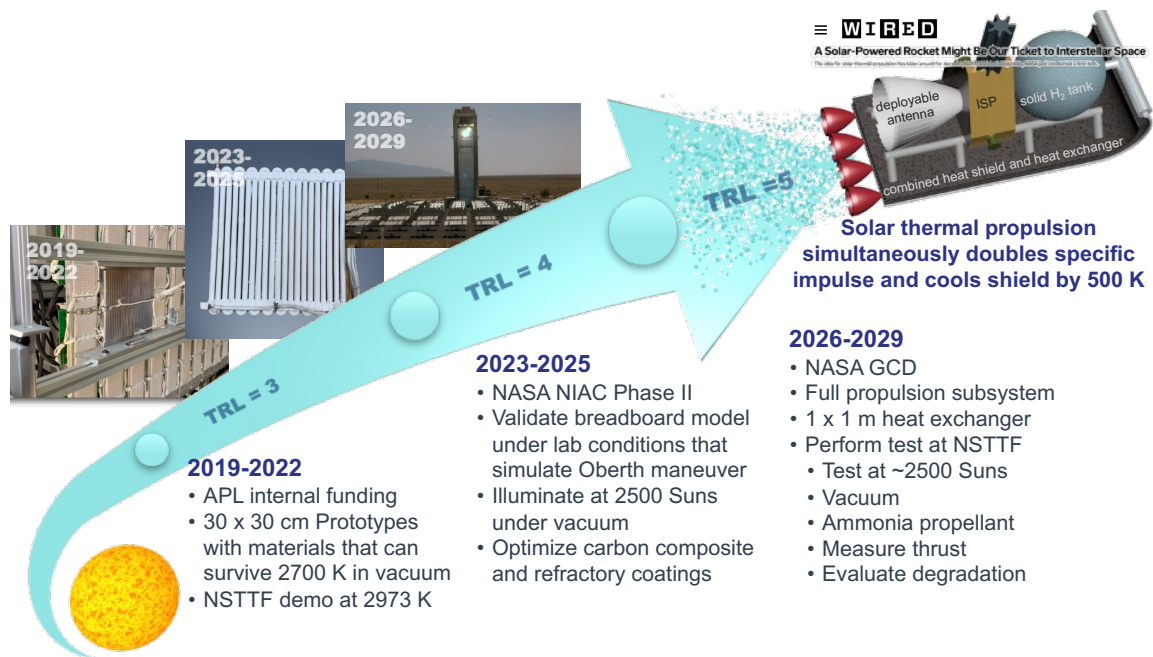 WIRED
A Solar-Powered Rocket Might Be Our Ticket to Interstellar Space
deployable
antenna
ISP
solid H₂ tank
combined heat shield and heat exchanger
2026-
2029
2023-
2025
2019-
2022
TRL = 3
TRL = 4
TRL =5
Solar thermal propulsion
simultaneously doubles specific
impulse and cools shield by 500 K
2019-2022
• APL internal funding
• 30 x 30 cm Prototypes
with materials that can
survive 2700 K in vacuum
• NSTTF demo at 2973 K
2023-2025
• NASA NIAC Phase II
• Validate breadboard model
under lab conditions that
simulate Oberth maneuver
• Illuminate at 2500 Suns
under vacuum
• Optimize carbon composite
and refractory coatings
2026-2029
• NASA GCD
• Full propulsion subsystem
• 1 x 1 m heat exchanger
• Perform test at NSTTF
• Test at ~2500 Suns
• Vacuum
• Ammonia propellant
• Measure thrust
• Evaluate degradation